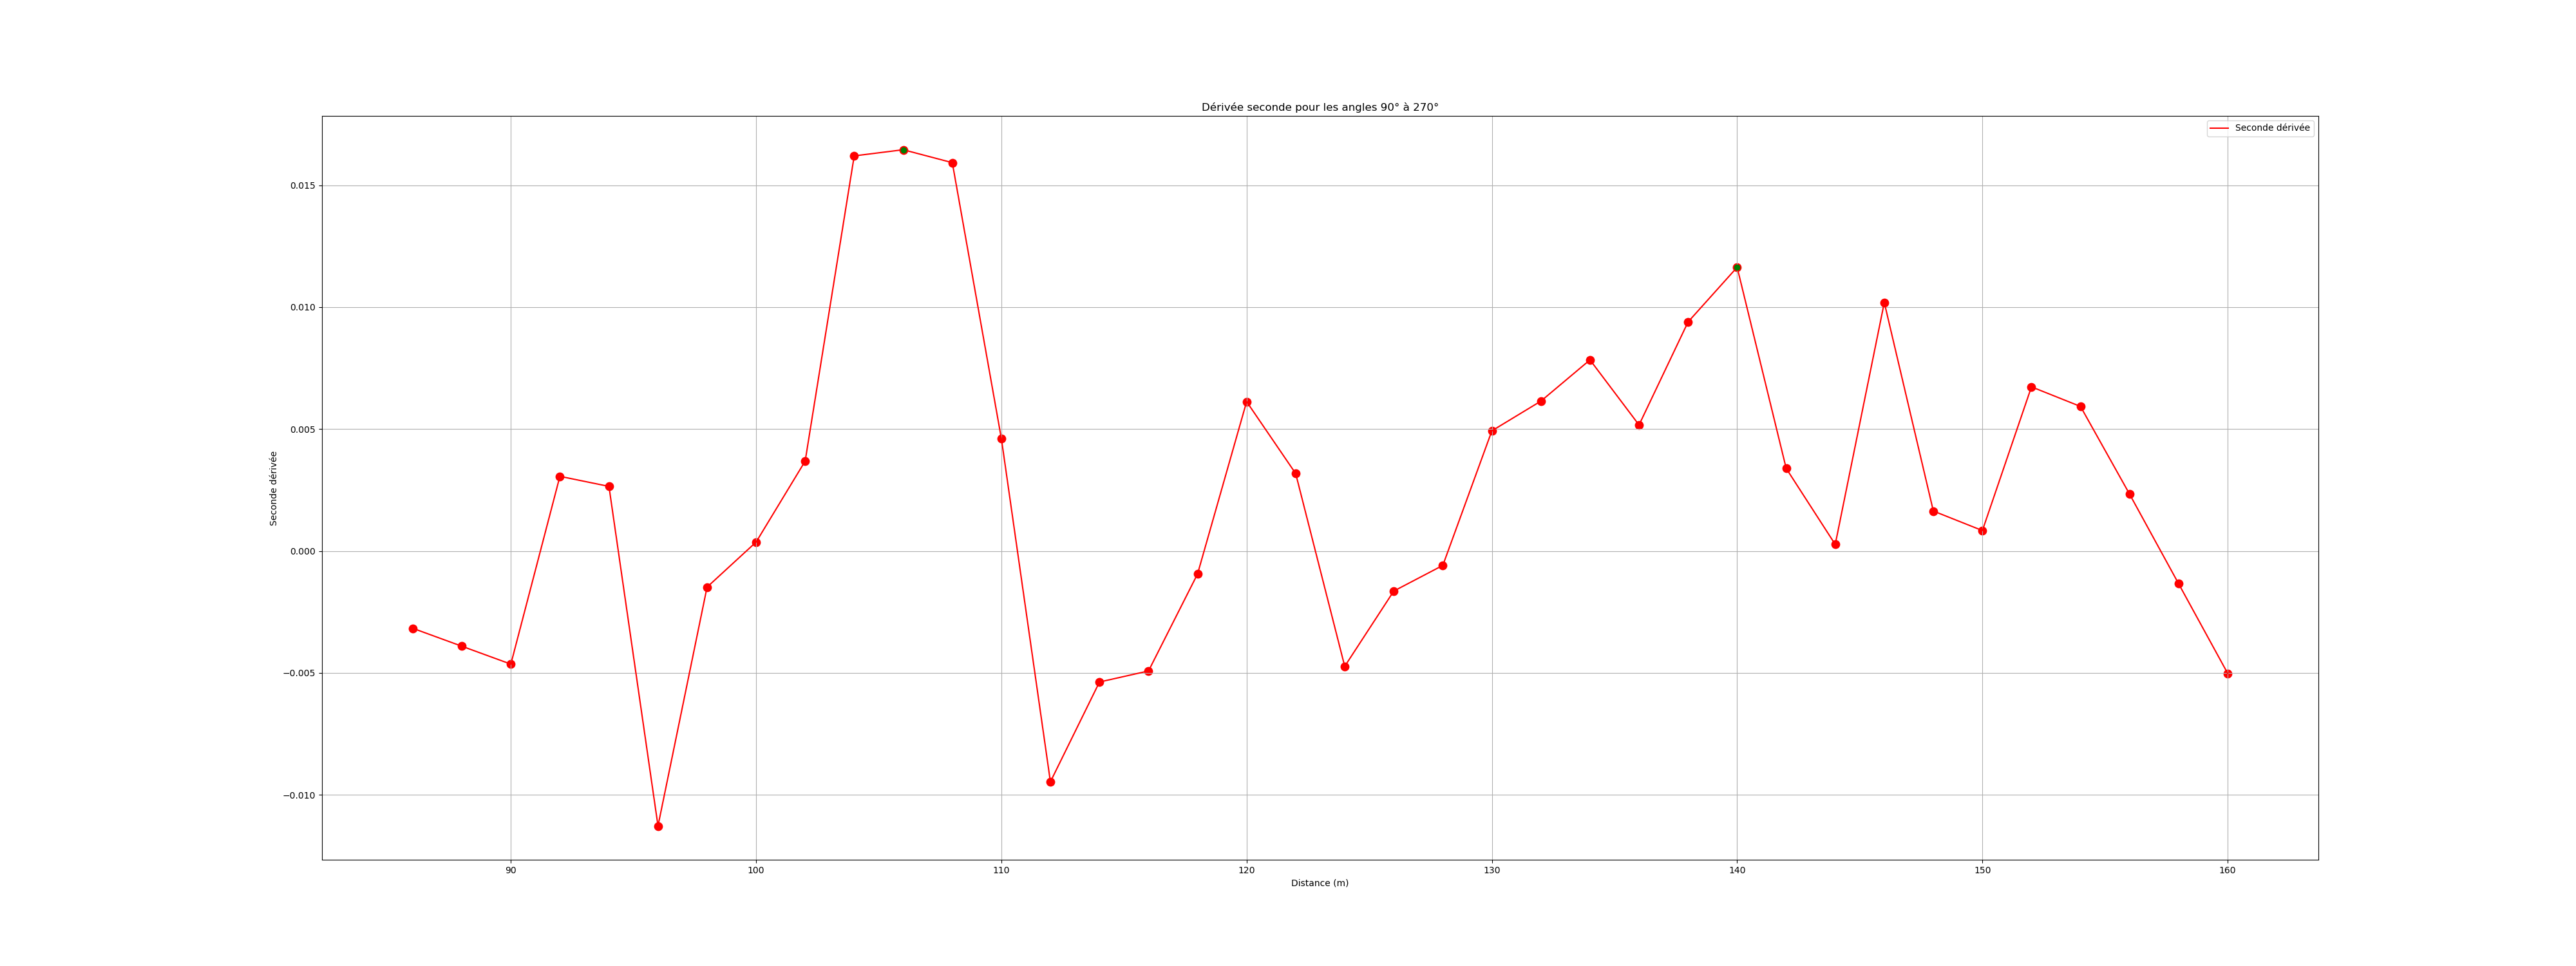 Dérivée seconde pour les angles 90° à 270°
Seconde dérivée
0.015
0.010
0.005
0.000
−0.005
−0.010
Seconde dérivée
90 100 110 120 130 140 150 160
Distance (m)